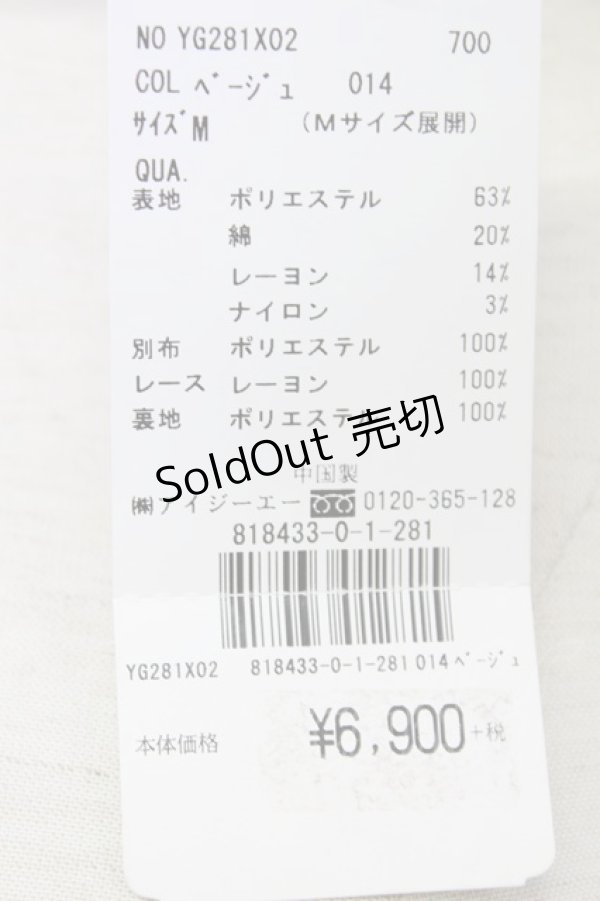 NO YG281X02 700
COL ベージュ 014
サイズ M (Mサイズ展開)
QUA.
表地 ポリエステル 63%
綿 20%
レーヨン 14%
ナイロン 3%
別布 ポリエステル 100%
レース レーヨン 100%
裏地 ポリエステル 100%
SoldOut 売切
中国製
㈱アイジーエー 0120-365-128
818433-0-1-281
YG281X02 818433-0-1-281 014 ベージュ
本体価格 ¥6,900+税